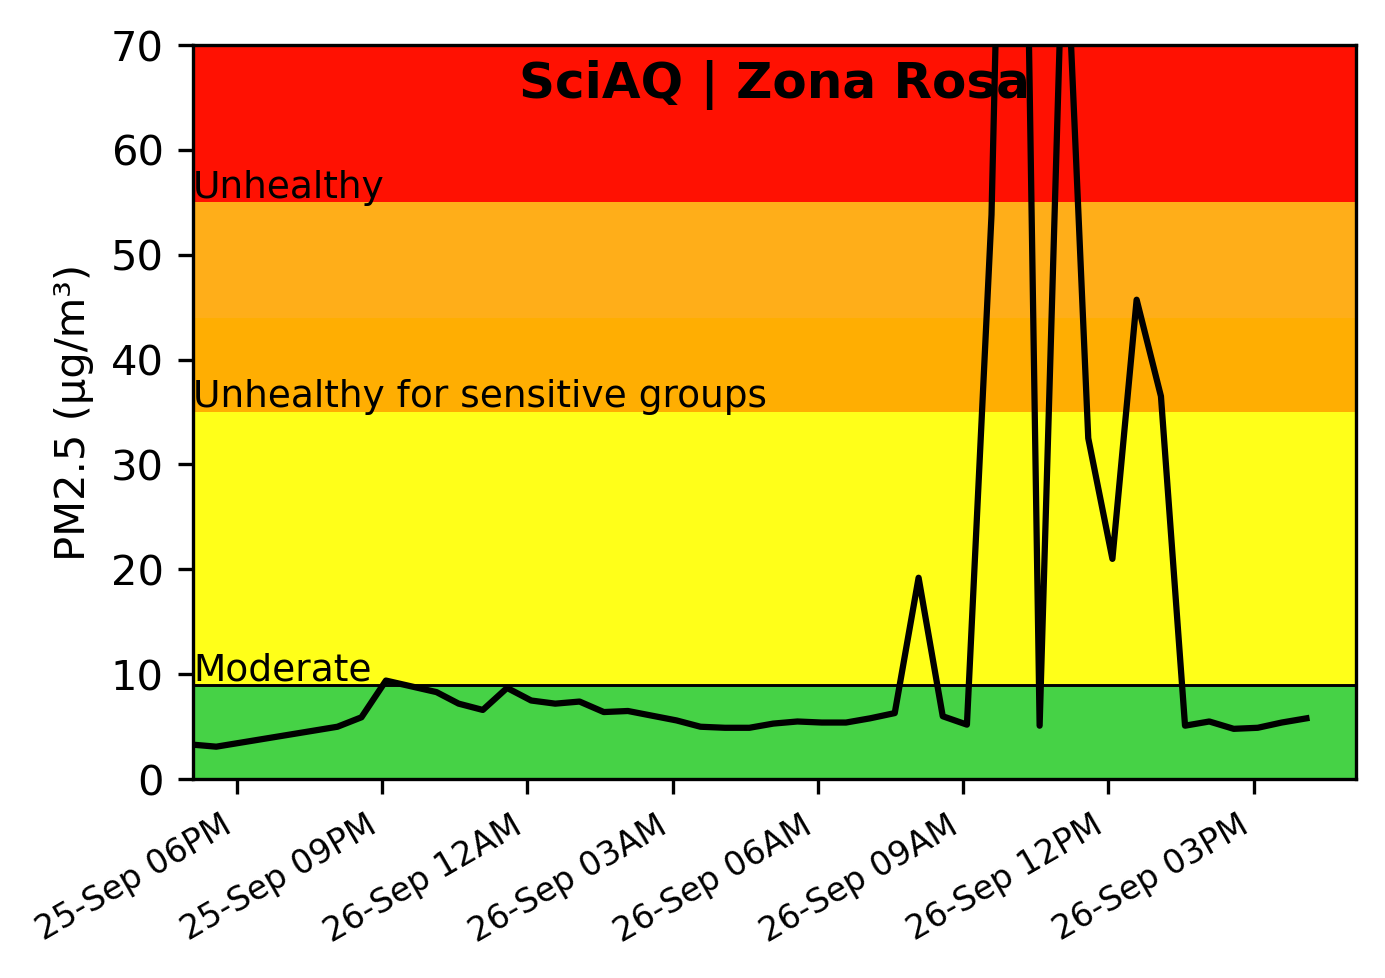 SciAQ | Zona Rosa
PM2.5 (µg/m³)
70
60
50
40
30
20
10
0
Unhealthy
Unhealthy for sensitive groups
Moderate
25-Sep 06PM
25-Sep 09PM
26-Sep 12AM
26-Sep 03AM
26-Sep 06AM
26-Sep 09AM
26-Sep 12PM
26-Sep 03PM